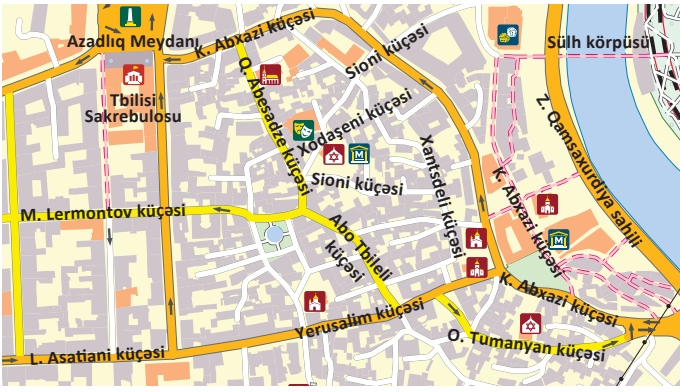 K. Abxazi küçəsi
Sioni küçəsi
Azadlıq Meydanı
Sülh körpüsü
Tbilisi
Sakrebulosu
O. Abesadze küçəsi
Xodaşeni küçəsi
Z. Qamsaxurdiya sahili
Xantsdeli küçəsi
M
Sioni küçəsi
K. Abxazi küçəsi
M. Lermontov küçəsi
Abo Tbileli
küçəsi
M
K. Abxazi küçəsi
Yerusalim küçəsi
O. Tumanyan küçəsi
L. Asatiani küçəsi